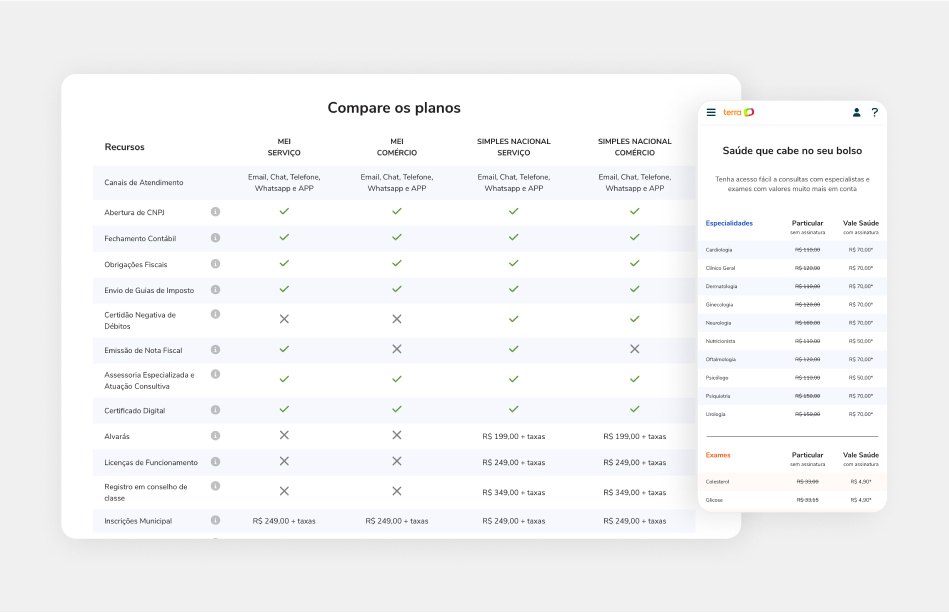 Compare os planos
Recursos
MEI
SERVIÇO
MEI
COMÉRCIO
SIMPLES NACIONAL
SERVIÇO
SIMPLES NACIONAL
COMÉRCIO
Canais de Atendimento
Email, Chat, Telefone,
Whatsapp e APP
Email, Chat, Telefone,
Whatsapp e APP
Email, Chat, Telefone,
Whatsapp e APP
Email, Chat, Telefone,
Whatsapp e APP
Abertura de CNPJ
Fechamento Contábil
Obrigações Fiscais
Envio de Guias de Imposto
Certidão Negativa de
Débitos
Emissão de Nota Fiscal
Assessoria Especializada e
Atuação Consultiva
Certificado Digital
Alvarás R$ 199,00 + taxas R$ 199,00 + taxas
Licenças de Funcionamento R$ 249,00 + taxas R$ 249,00 + taxas
Registro em conselho de
classe
R$ 349,00 + taxas R$ 349,00 + taxas
Inscrições Municipal R$ 249,00 + taxas R$ 249,00 + taxas R$ 249,00 + taxas R$ 249,00 + taxas
terra ?
Saúde que cabe no seu bolso
Tenha acesso fácil a consultas com especialistas e
exames com valores muito mais em conta
Especialidades Particular Vale Saúde
sem assinatura com assinatura
Cardiologia R$ 110,00 R$ 70,00*
Clínico Geral R$ 120,00 R$ 70,00*
Dermatologia R$ 110,00 R$ 70,00*
Ginecologia R$ 120,00 R$ 70,00*
Neurologia R$ 70,00*
Nutricionista R$ 110,00 R$ 50,00*
Oftalmologia R$ 120,00 R$ 70,00*
Psicólogo R$ 110,00 R$ 50,00*
Psiquiatria R$ 150,00 R$ 70,00*
Urologia R$ 150,00 R$ 70,00*
Exames Particular Vale Saúde
sem assinatura com assinatura
Colesterol R$ 33,00 R$ 4,90*
Glicose R$ 33,15 R$ 4,90*